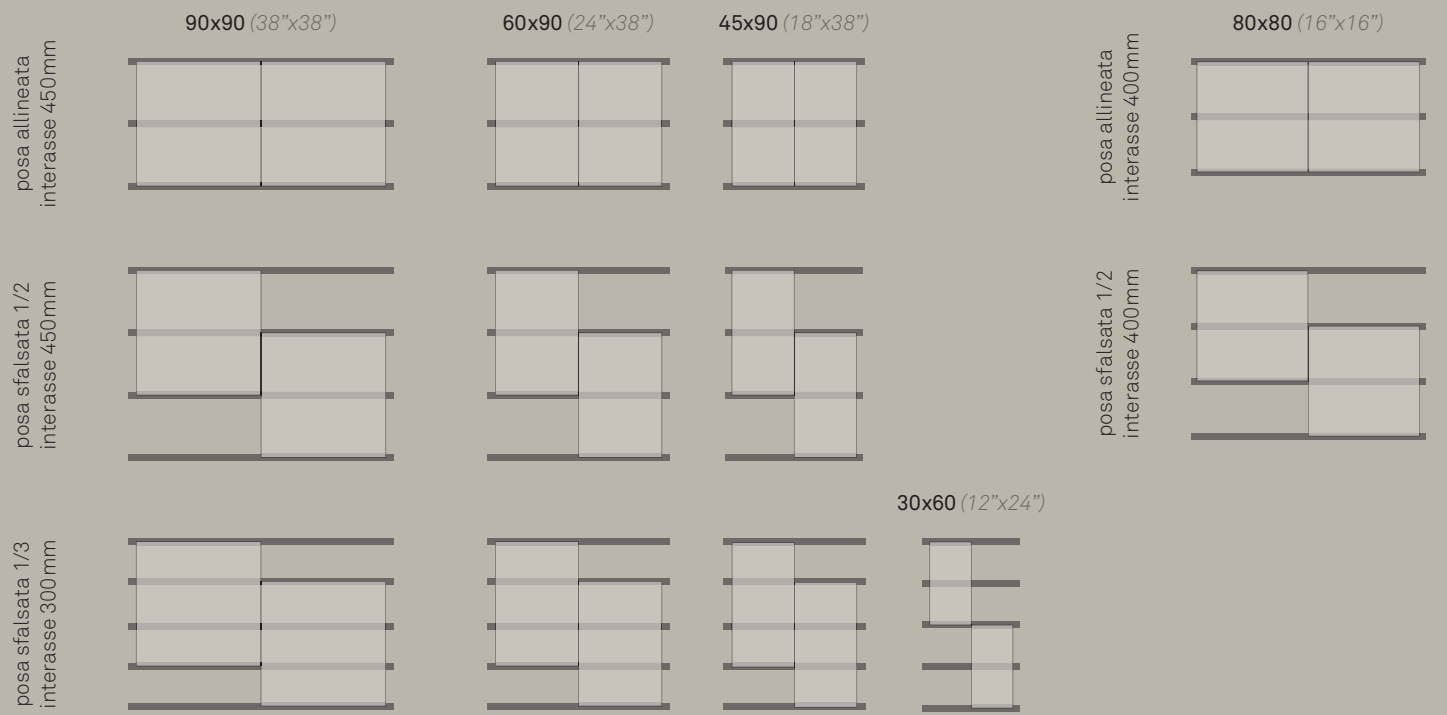 90x90 (38”x38”)
60x90 (24”x38”)
45x90 (18”x38”)
80x80 (16”x16”)
posa allineata
interasse 450mm
posa allineata
interasse 400mm
posa sfalsata 1/2
interasse 450mm
posa sfalsata 1/2
interasse 400mm
30x60 (12”x24”)
posa sfalsata 1/3
interasse 300mm